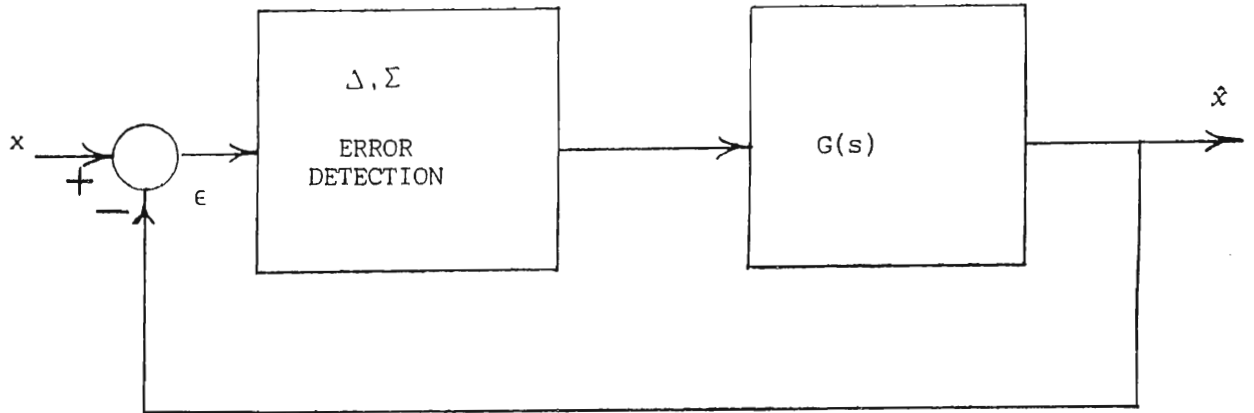 Δ, Σ
x̂
x
ERROR
G(s)
+
DETECTION
−
ϵ